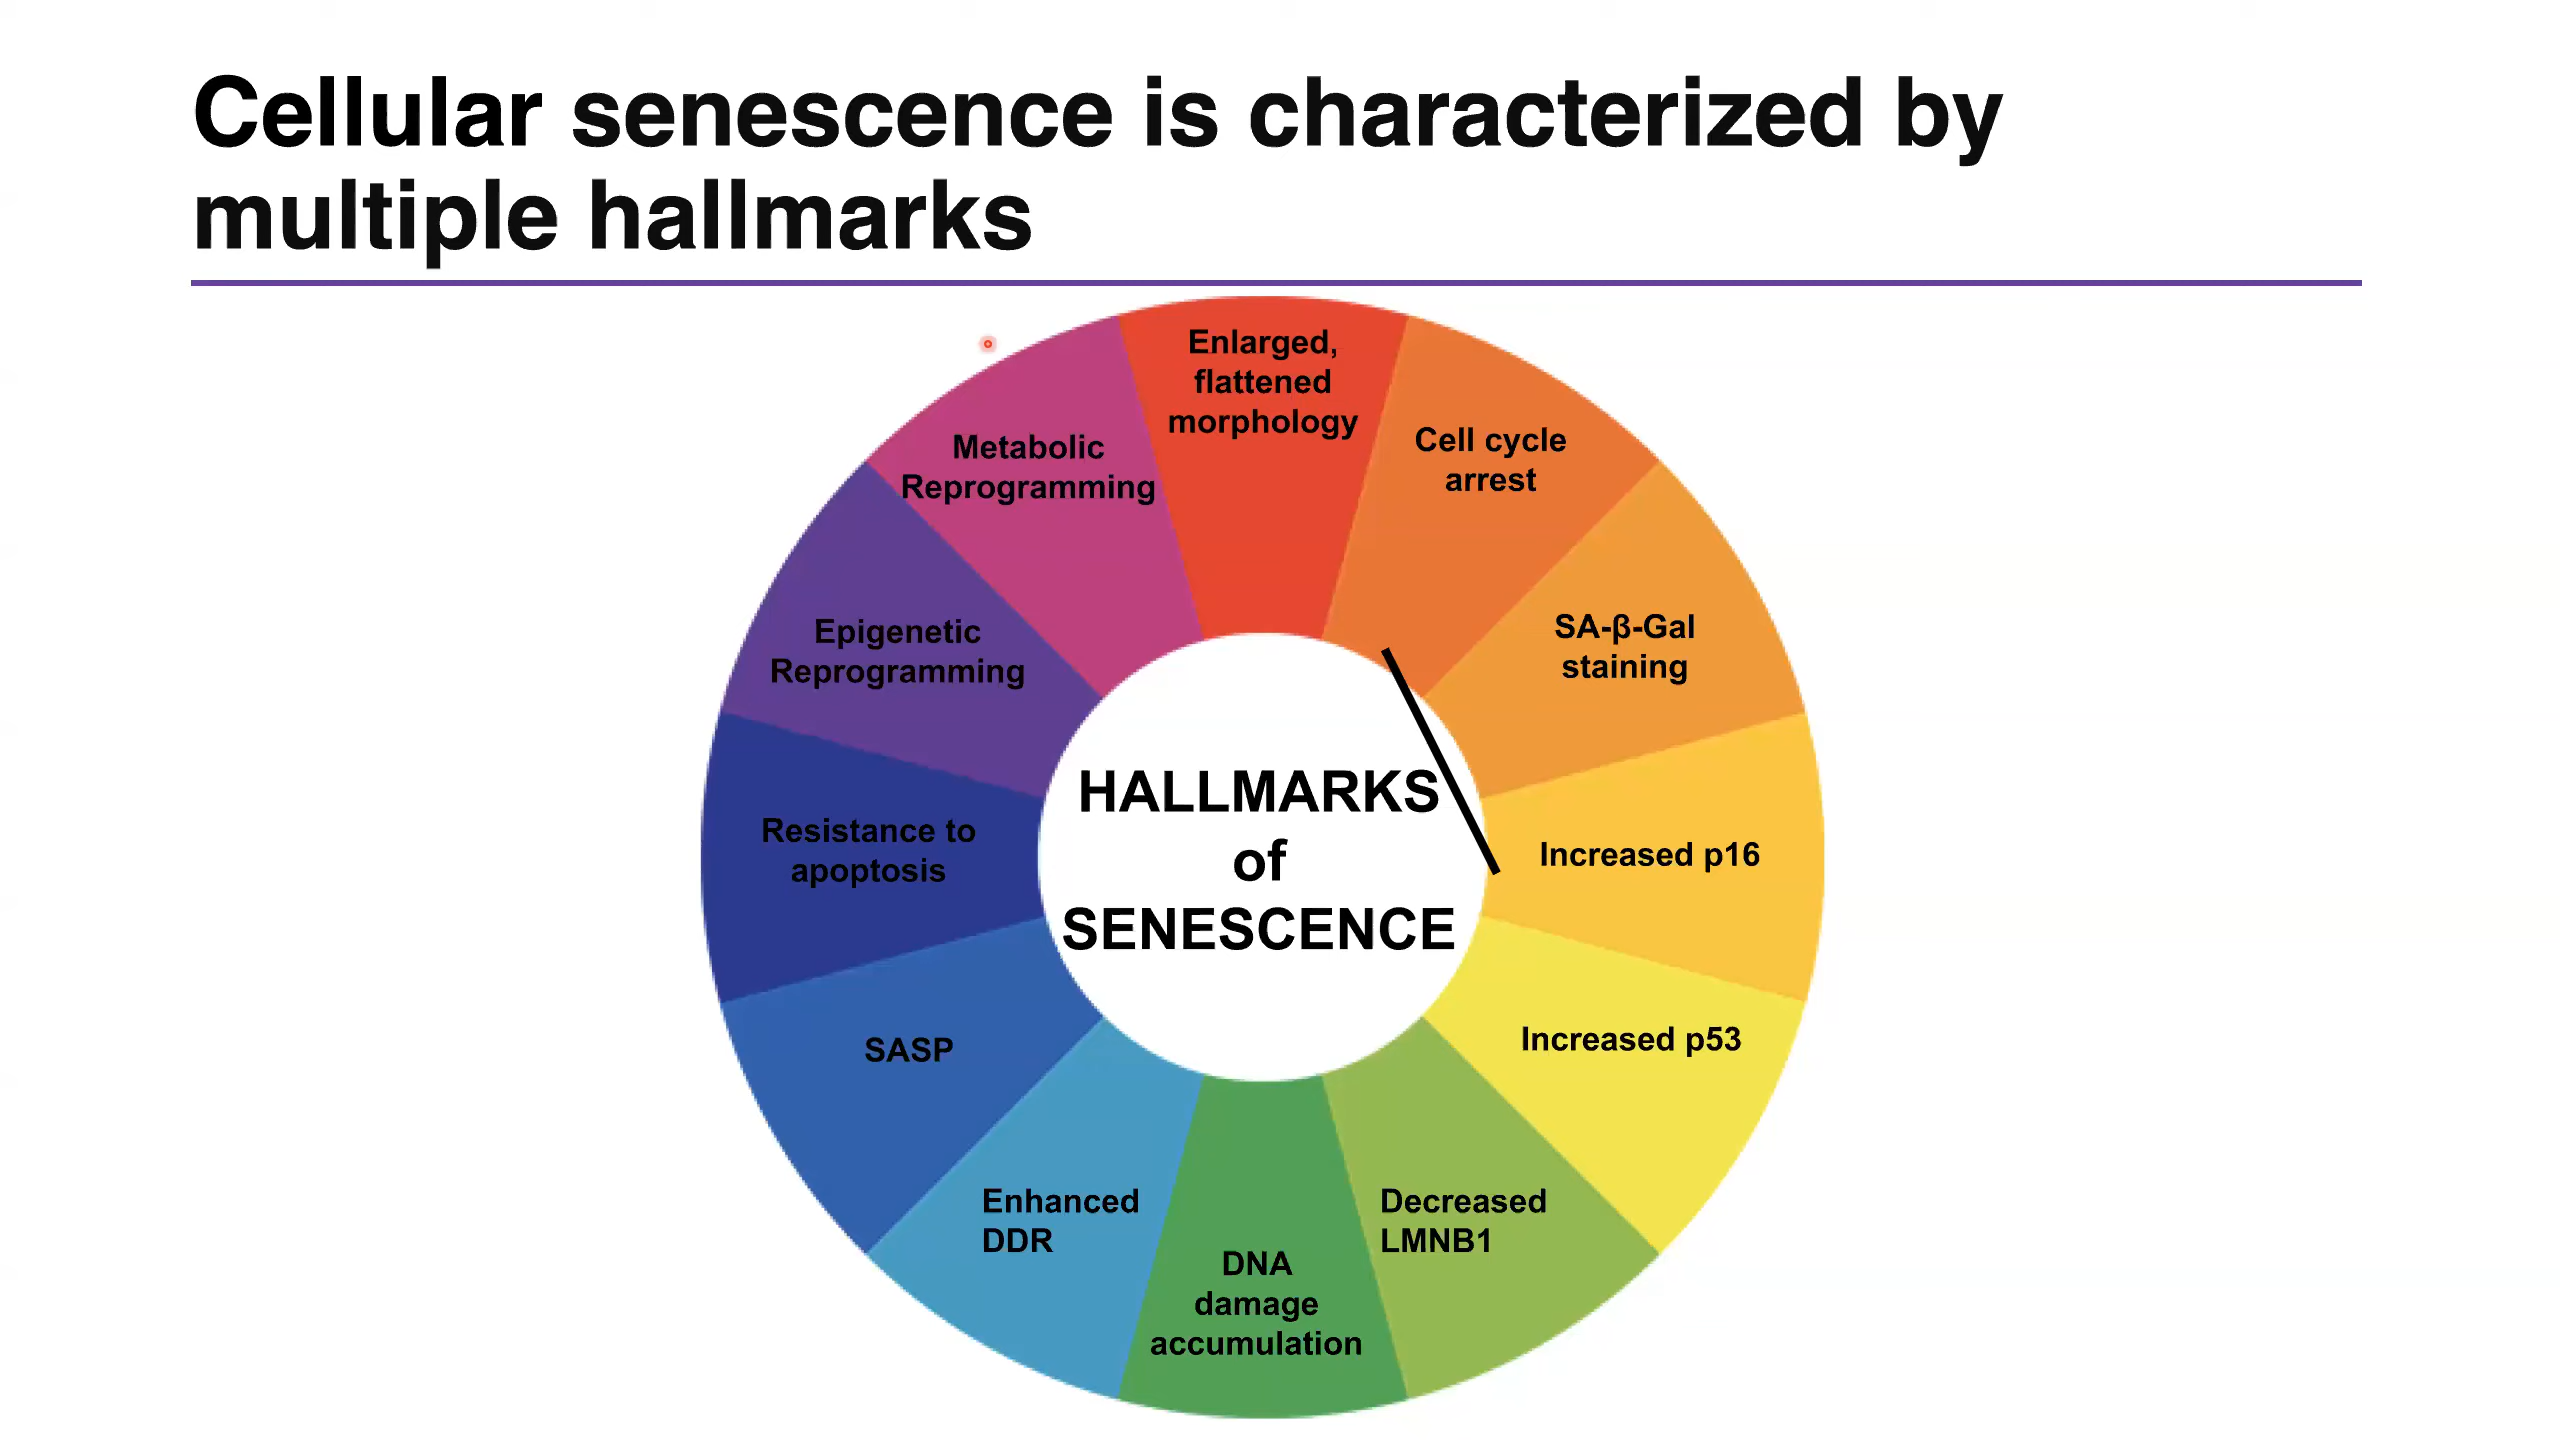 Cellular senescence is characterized by
multiple hallmarks
Enlarged,
flattened
morphology
Cell cycle
arrest
SA-β-Gal
staining
Increased p16
Increased p53
Decreased
LMNB1
DNA
damage
accumulation
Enhanced
DDR
SASP
Resistance to
apoptosis
Epigenetic
Reprogramming
Metabolic
Reprogramming
HALLMARKS
of
SENESCENCE